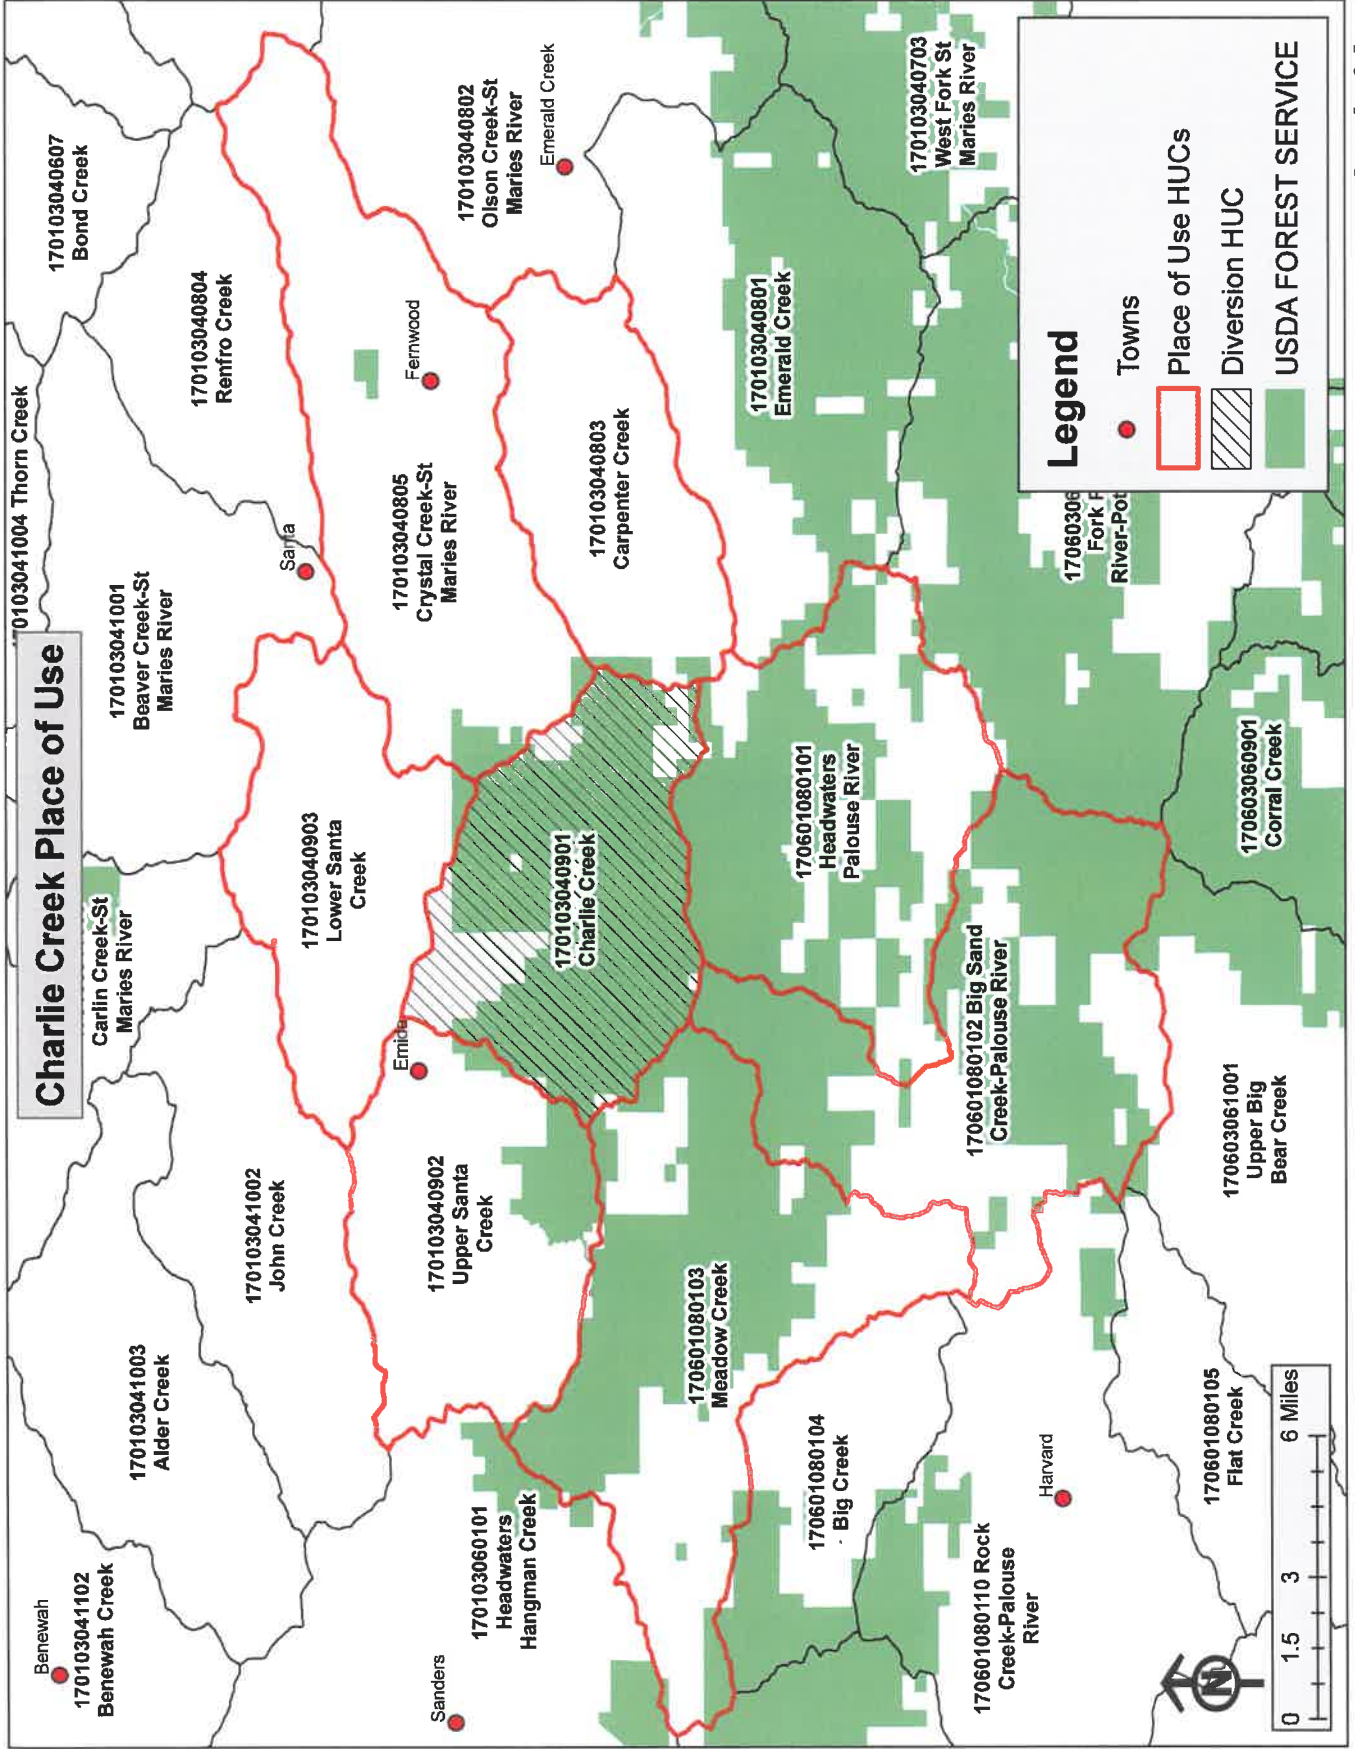 Charlie Creek Place of Use
Benewah
170103041102
Benewah Creek
170103041003
Alder Creek
170103041002
John Creek
Carlin Creek-St
Maries River
70103041004 Thorn Creek
170103041001
Beaver Creek-St
Maries River
170103040607
Bond Creek
170103040804
Renfro Creek
Santa
170103040903
Lower Santa
Creek
Emida
170103040902
Upper Santa
Creek
170103040805
Crystal Creek-St
Maries River
Fernwood
170103040802
Olson Creek-St
Maries River
Emerald Creek
Sanders
170103060101
Headwaters
Hangman Creek
170103040901
Charlie Creek
170103040803
Carpenter Creek
170601080103
Meadow Creek
170103040801
Emerald Creek
170601080104
Big Creek
170601080101
Headwaters
Palouse River
170103040703
West Fork St
Maries River
170601080110 Rock
Creek-Palouse
River
Harvard
170601080102 Big Sand
Creek-Palouse River
17060306
Fork
River-Pot
170601080105
Flat Creek
170603061001
Upper Big
Bear Creek
170603060901
Corral Creek
Legend
Towns
Place of Use HUCs
Diversion HUC
USDA FOREST SERVICE
N
0 1.5 3 6 Miles